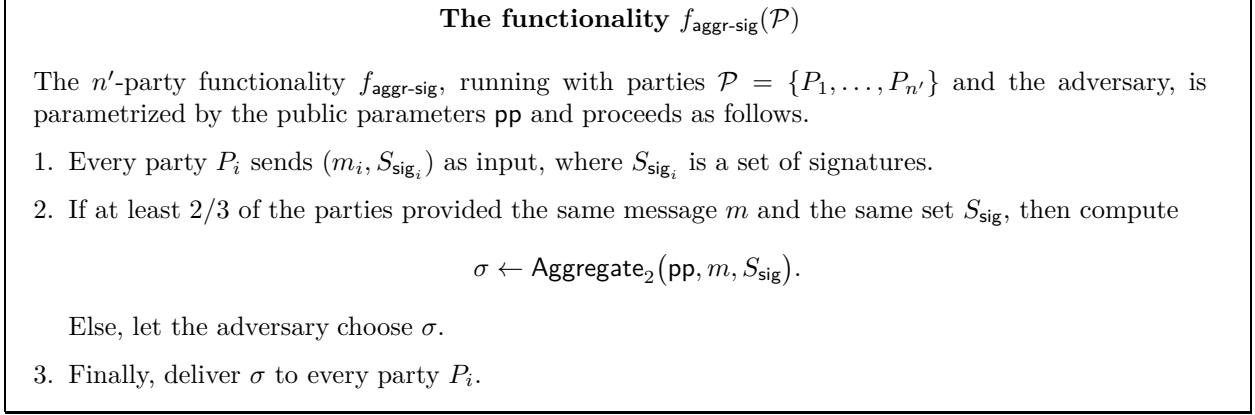 The functionality f_aggr-sig(𝒫)
The n′-party functionality f_aggr-sig, running with parties 𝒫 = {P_1, . . . , P_n′} and the adversary, is
parametrized by the public parameters pp and proceeds as follows.
1. Every party P_i sends (m_i, S_sig_i) as input, where S_sig_i is a set of signatures.
2. If at least 2/3 of the parties provided the same message m and the same set S_sig, then compute
σ ← Aggregate_2(pp, m, S_sig).
Else, let the adversary choose σ.
3. Finally, deliver σ to every party P_i.